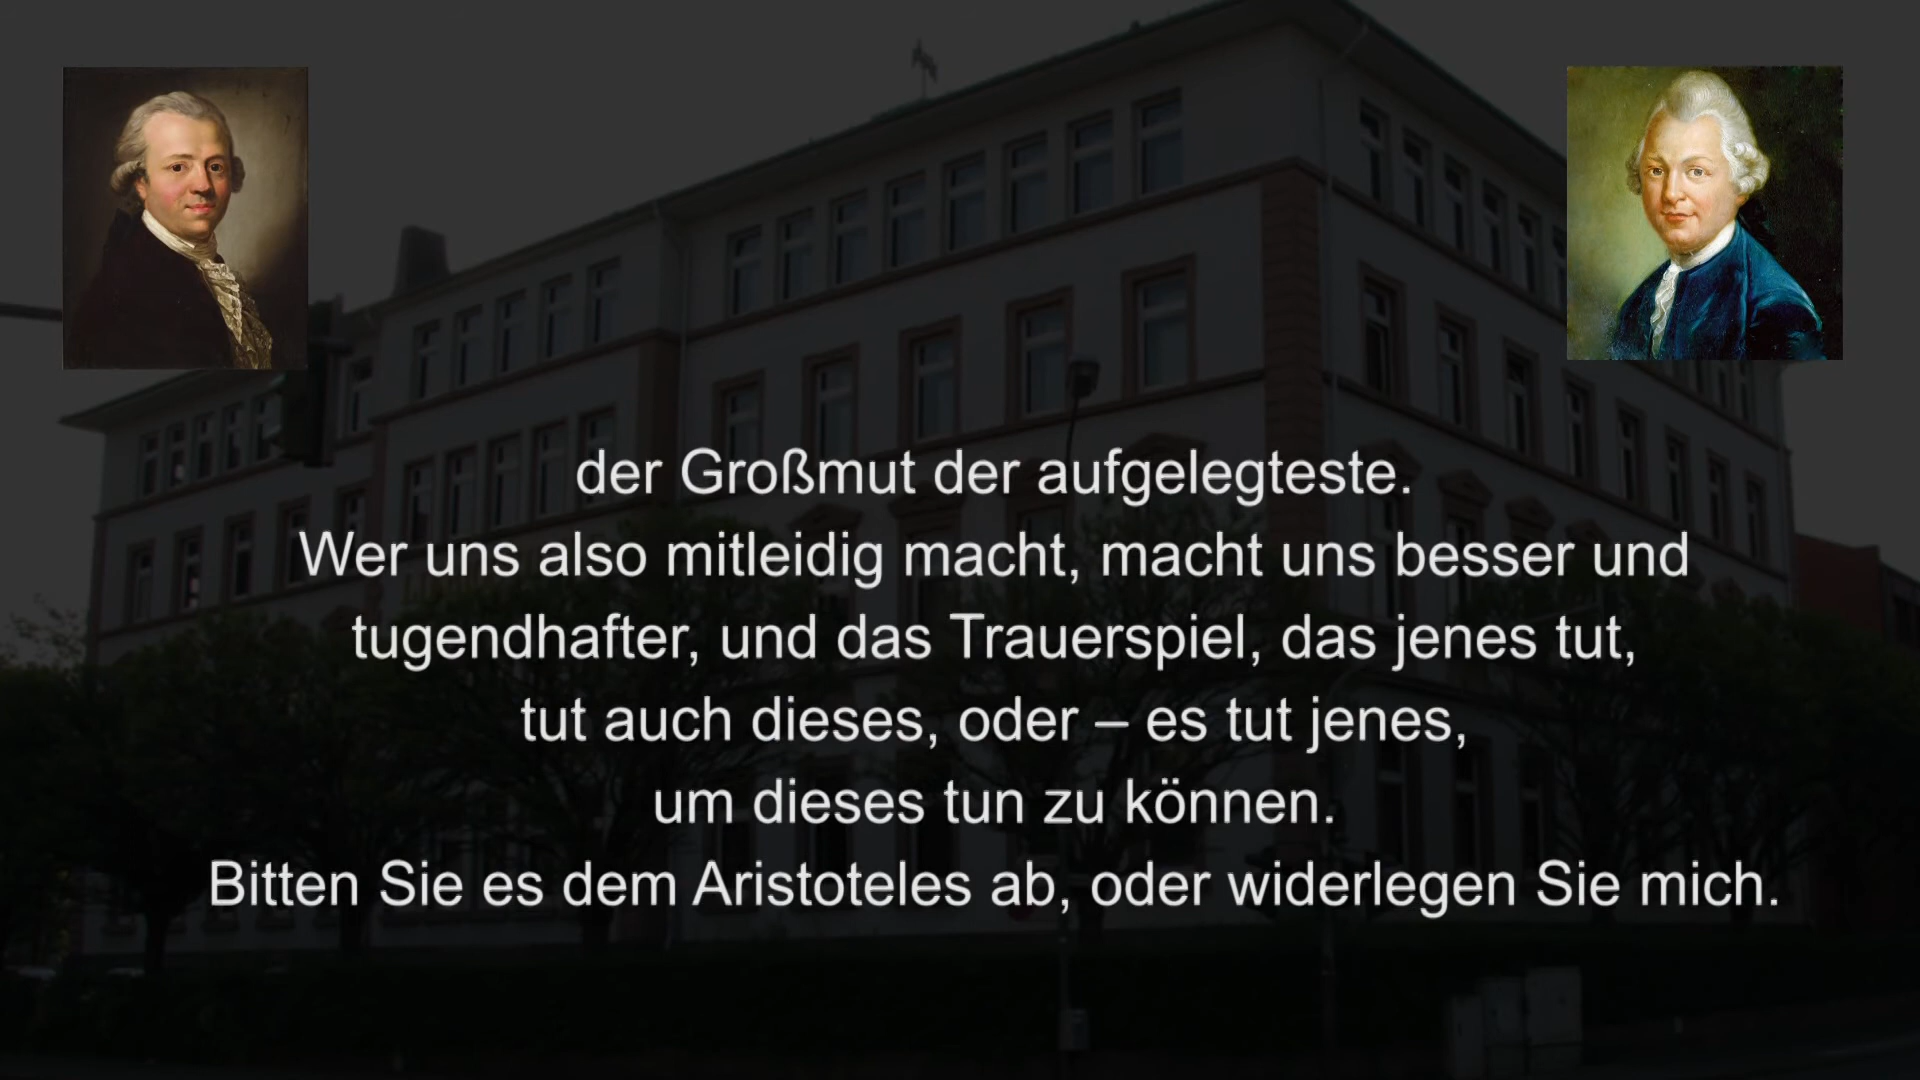 der Großmut der aufgelegteste.
Wer uns also mitleidig macht, macht uns besser und
tugendhafter, und das Trauerspiel, das jenes tut,
tut auch dieses, oder – es tut jenes,
um dieses tun zu können.
Bitten Sie es dem Aristoteles ab, oder widerlegen Sie mich.